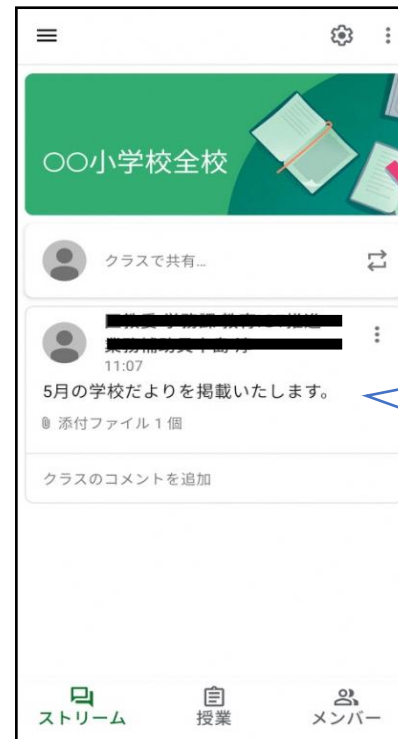 〇〇小学校全校
クラスで共有…
11:07
5月の学校だよりを掲載いたします。
添付ファイル 1 個
クラスのコメントを追加
ストリーム
授業
メンバー